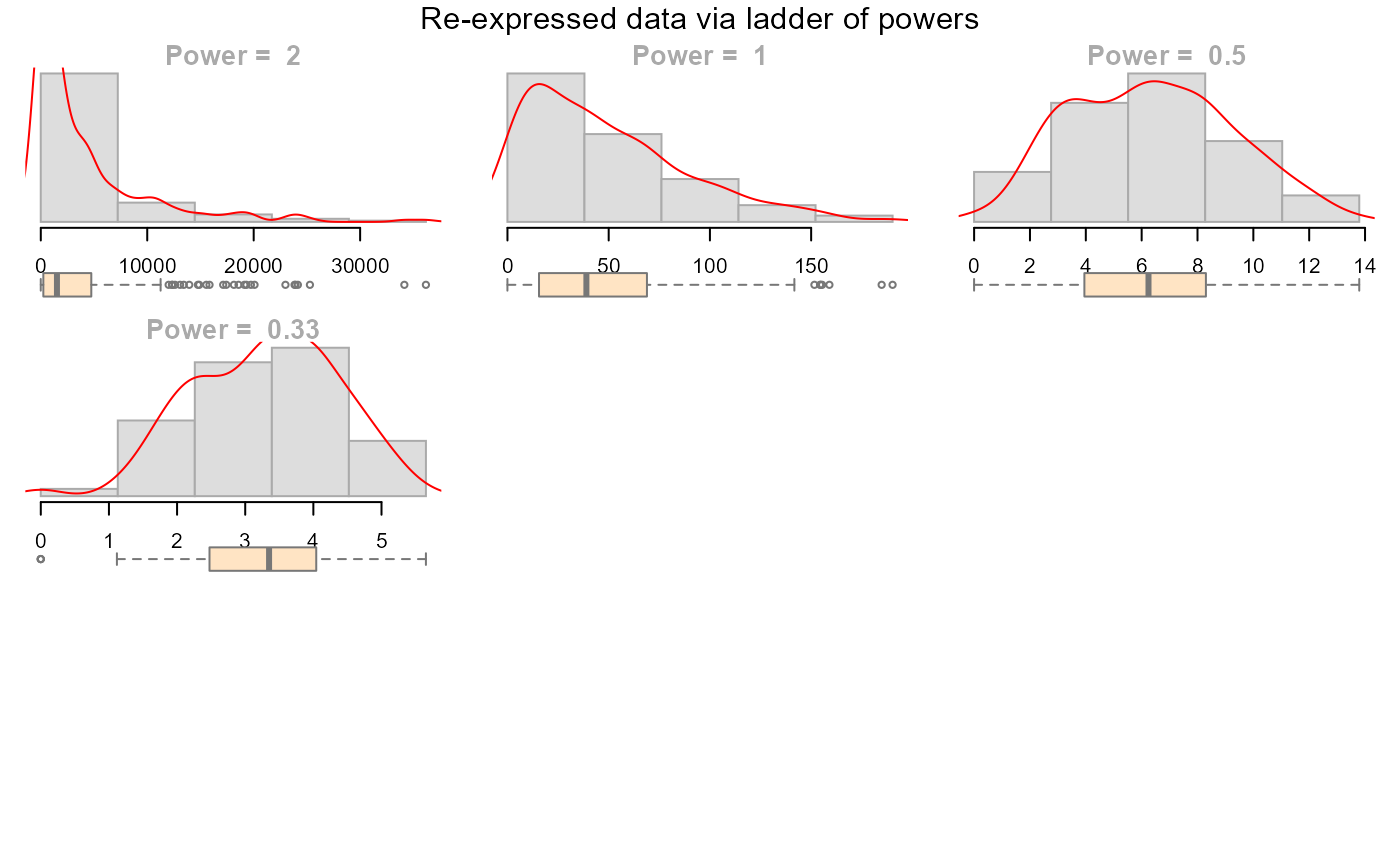 Re-expressed data via ladder of powers
Power = 2
Power = 1
Power = 0.5
0 10000 20000 30000
0 50 100 150
0 2 4 6 8 10 12 14
Power = 0.33
0 1 2 3 4 5